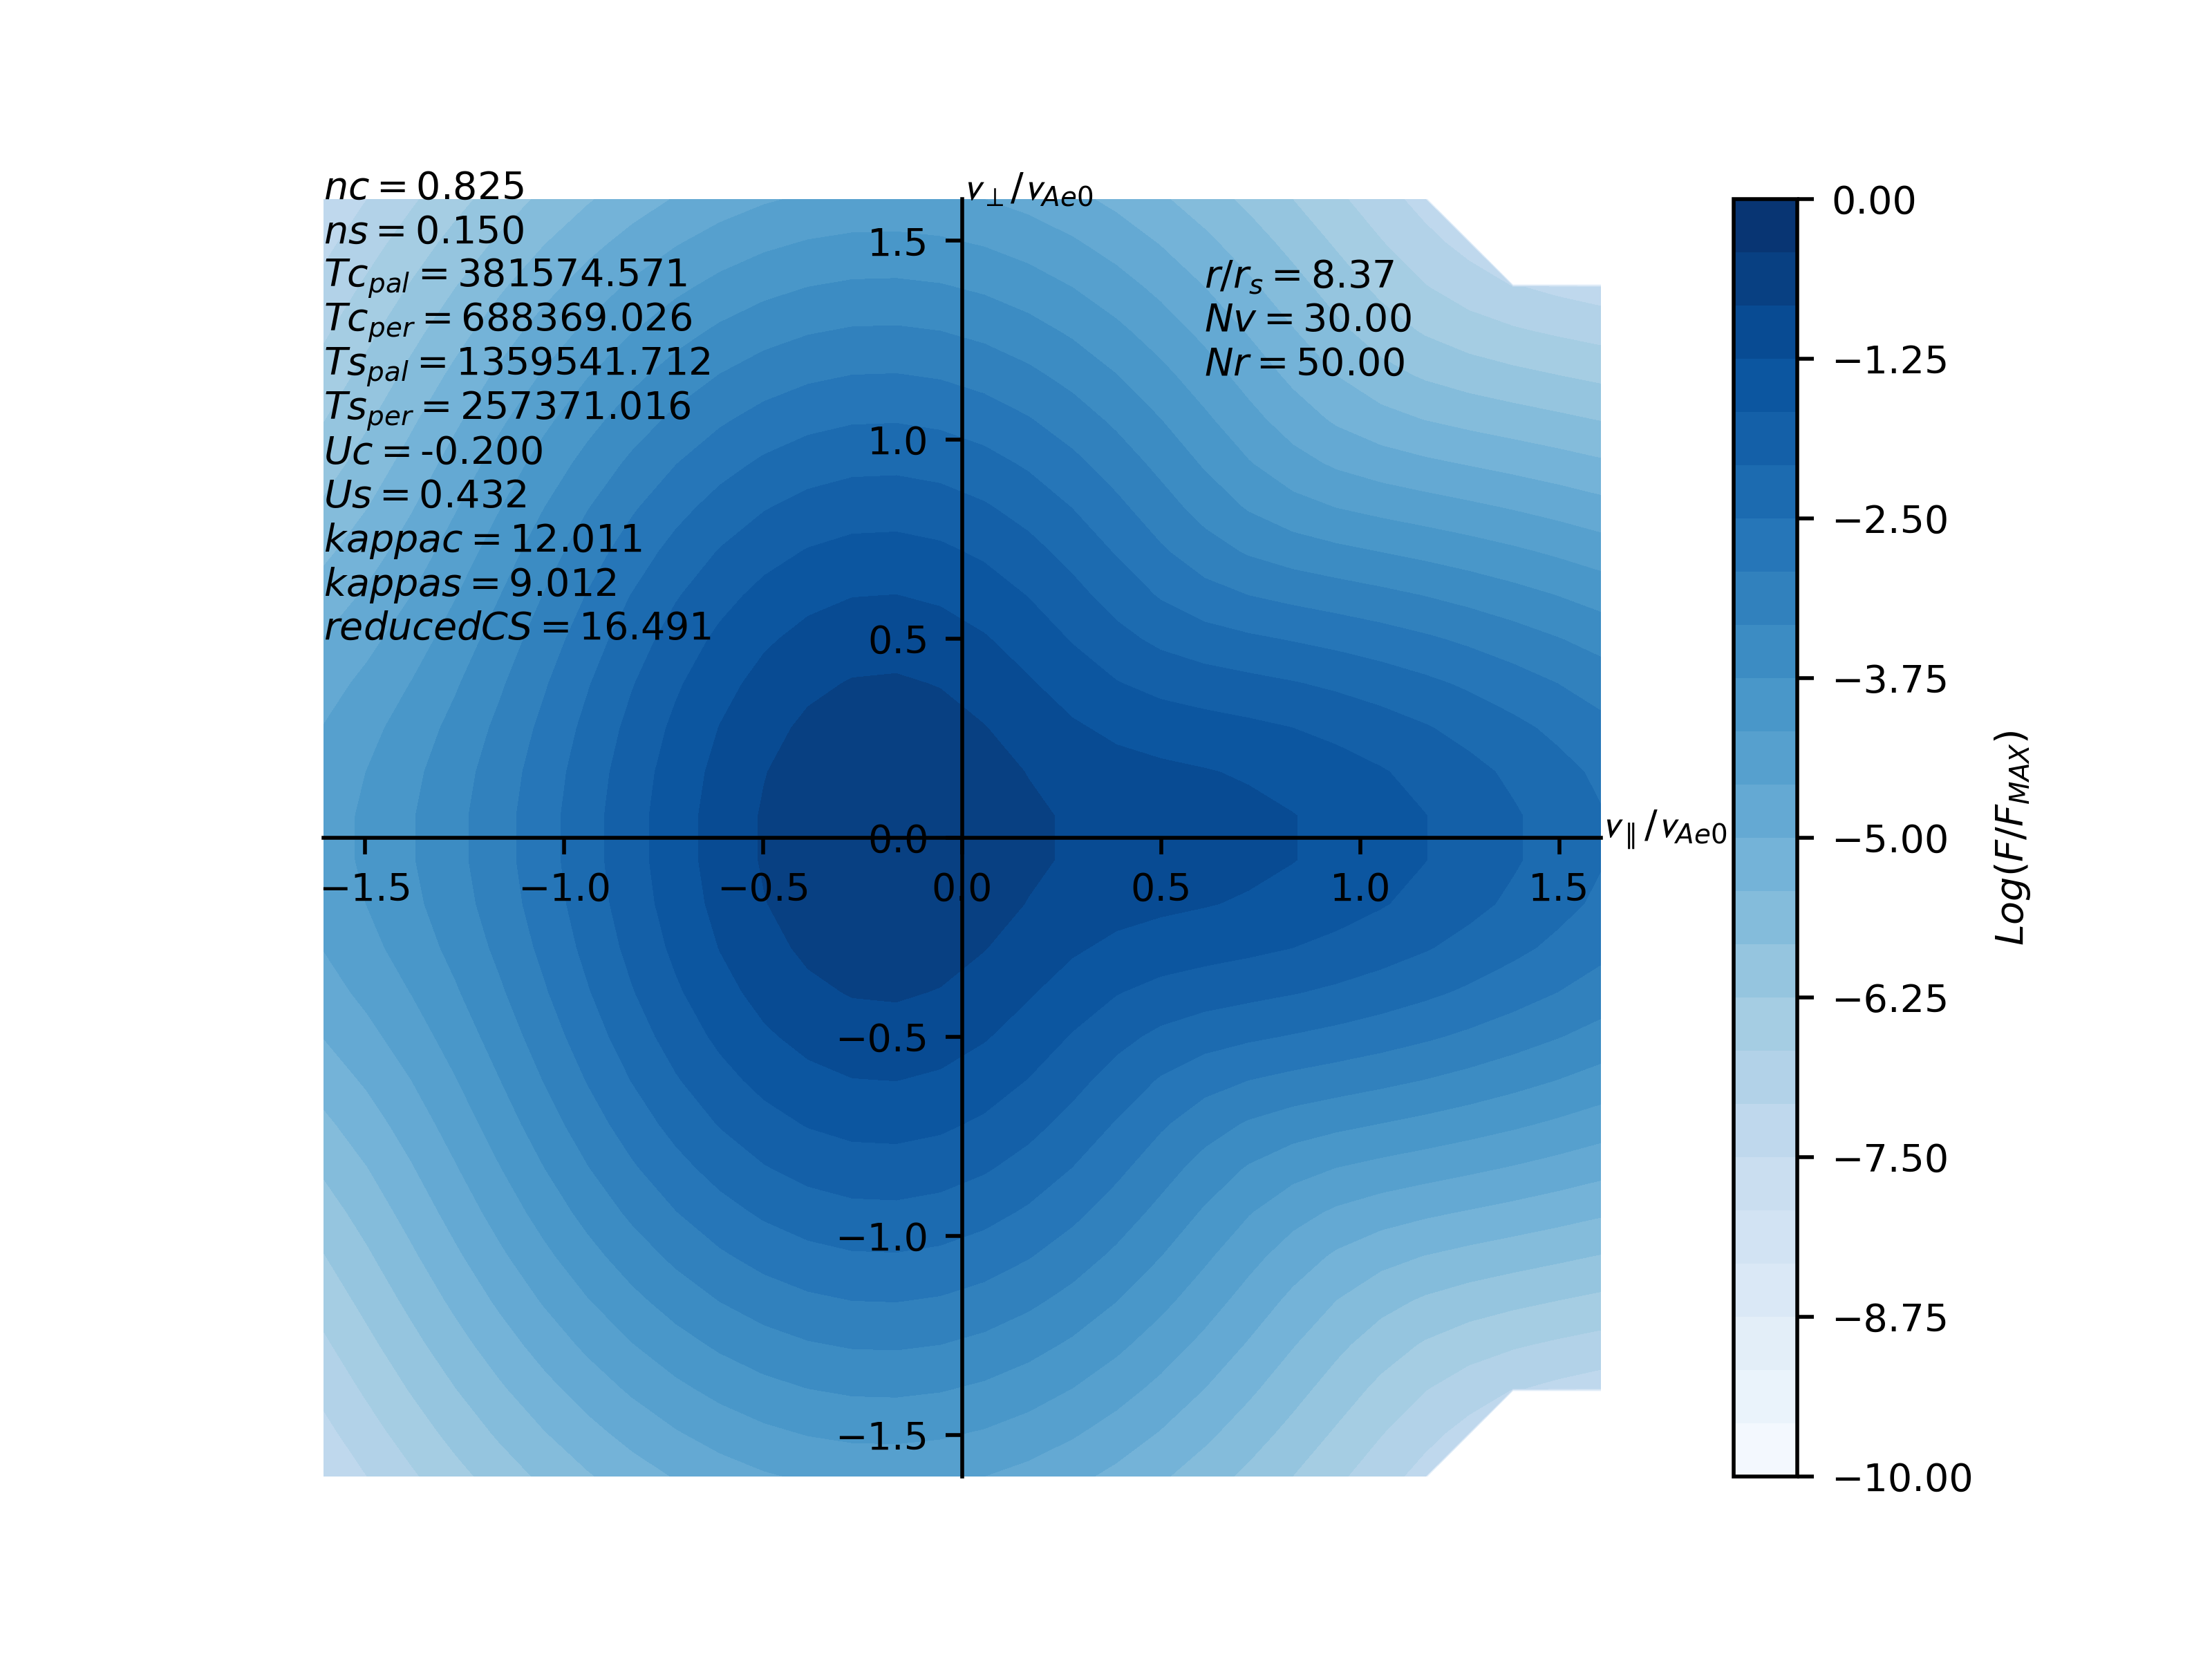 nc = 0.825
ns = 0.150
Tc_pal = 381574.571
Tc_per = 688369.026
Ts_pal = 1359541.712
Ts_per = 257371.016
Uc = -0.200
Us = 0.432
kappac = 12.011
kappas = 9.012
reducedCS = 16.491
v⊥/v_Ae0
r/r_s = 8.37
Nv = 30.00
Nr = 50.00
1.5
1.0
0.5
0.0
−0.5
−1.0
−1.5
−1.5 −1.0 −0.5 0.0 0.5 1.0 1.5
v∥/v_Ae0
0.00
−1.25
−2.50
−3.75
−5.00
−6.25
−7.50
−8.75
−10.00
Log(F/F_MAX)